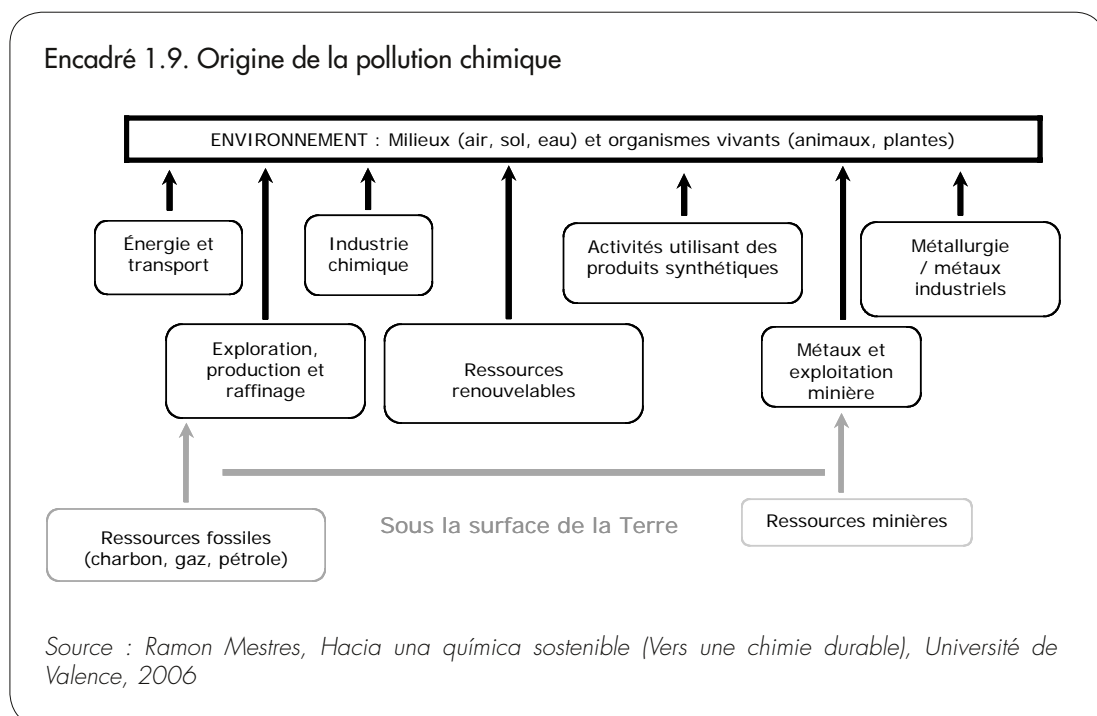 Encadré 1.9. Origine de la pollution chimique
ENVIRONNEMENT : Milieux (air, sol, eau) et organismes vivants (animaux, plantes)
Énergie et
transport
Industrie
chimique
Activités utilisant des
produits synthétiques
Métallurgie
/ métaux
industriels
Exploration,
production et
raffinage
Ressources
renouvelables
Métaux et
exploitation
minière
Ressources fossiles
(charbon, gaz, pétrole)
Sous la surface de la Terre
Ressources minières
Source : Ramon Mestres, Hacia una química sostenible (Vers une chimie durable), Université de
Valence, 2006